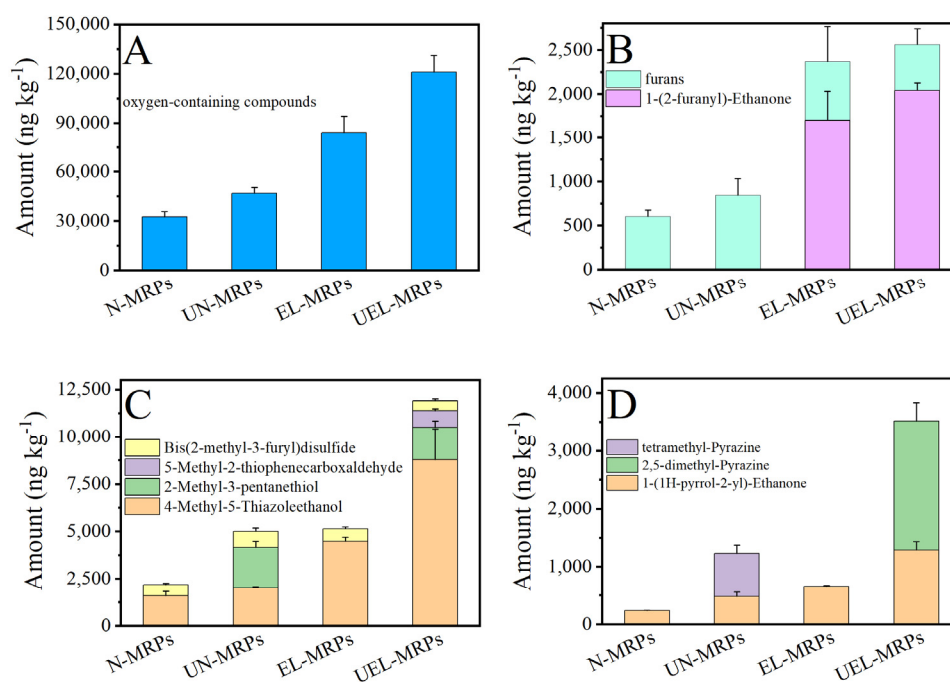 A
Amount (ng kg⁻¹)
150,000
120,000
90,000
60,000
30,000
0
oxygen-containing compounds
N-MRPs
UN-MRPs
EL-MRPs
UEL-MRPs
B
Amount (ng kg⁻¹)
2,500
2,000
1,500
1,000
500
0
furans
1-(2-furanyl)-Ethanone
N-MRPs
UN-MRPs
EL-MRPs
UEL-MRPs
C
Amount (ng kg⁻¹)
12,500
10,000
7,500
5,000
2,500
0
Bis(2-methyl-3-furyl)disulfide
5-Methyl-2-thiophenecarboxaldehyde
2-Methyl-3-pentanethiol
4-Methyl-5-Thiazoleethanol
N-MRPs
UN-MRPs
EL-MRPs
UEL-MRPs
D
Amount (ng kg⁻¹)
4,000
3,000
2,000
1,000
0
tetramethyl-Pyrazine
2,5-dimethyl-Pyrazine
1-(1H-pyrrol-2-yl)-Ethanone
N-MRPs
UN-MRPs
EL-MRPs
UEL-MRPs